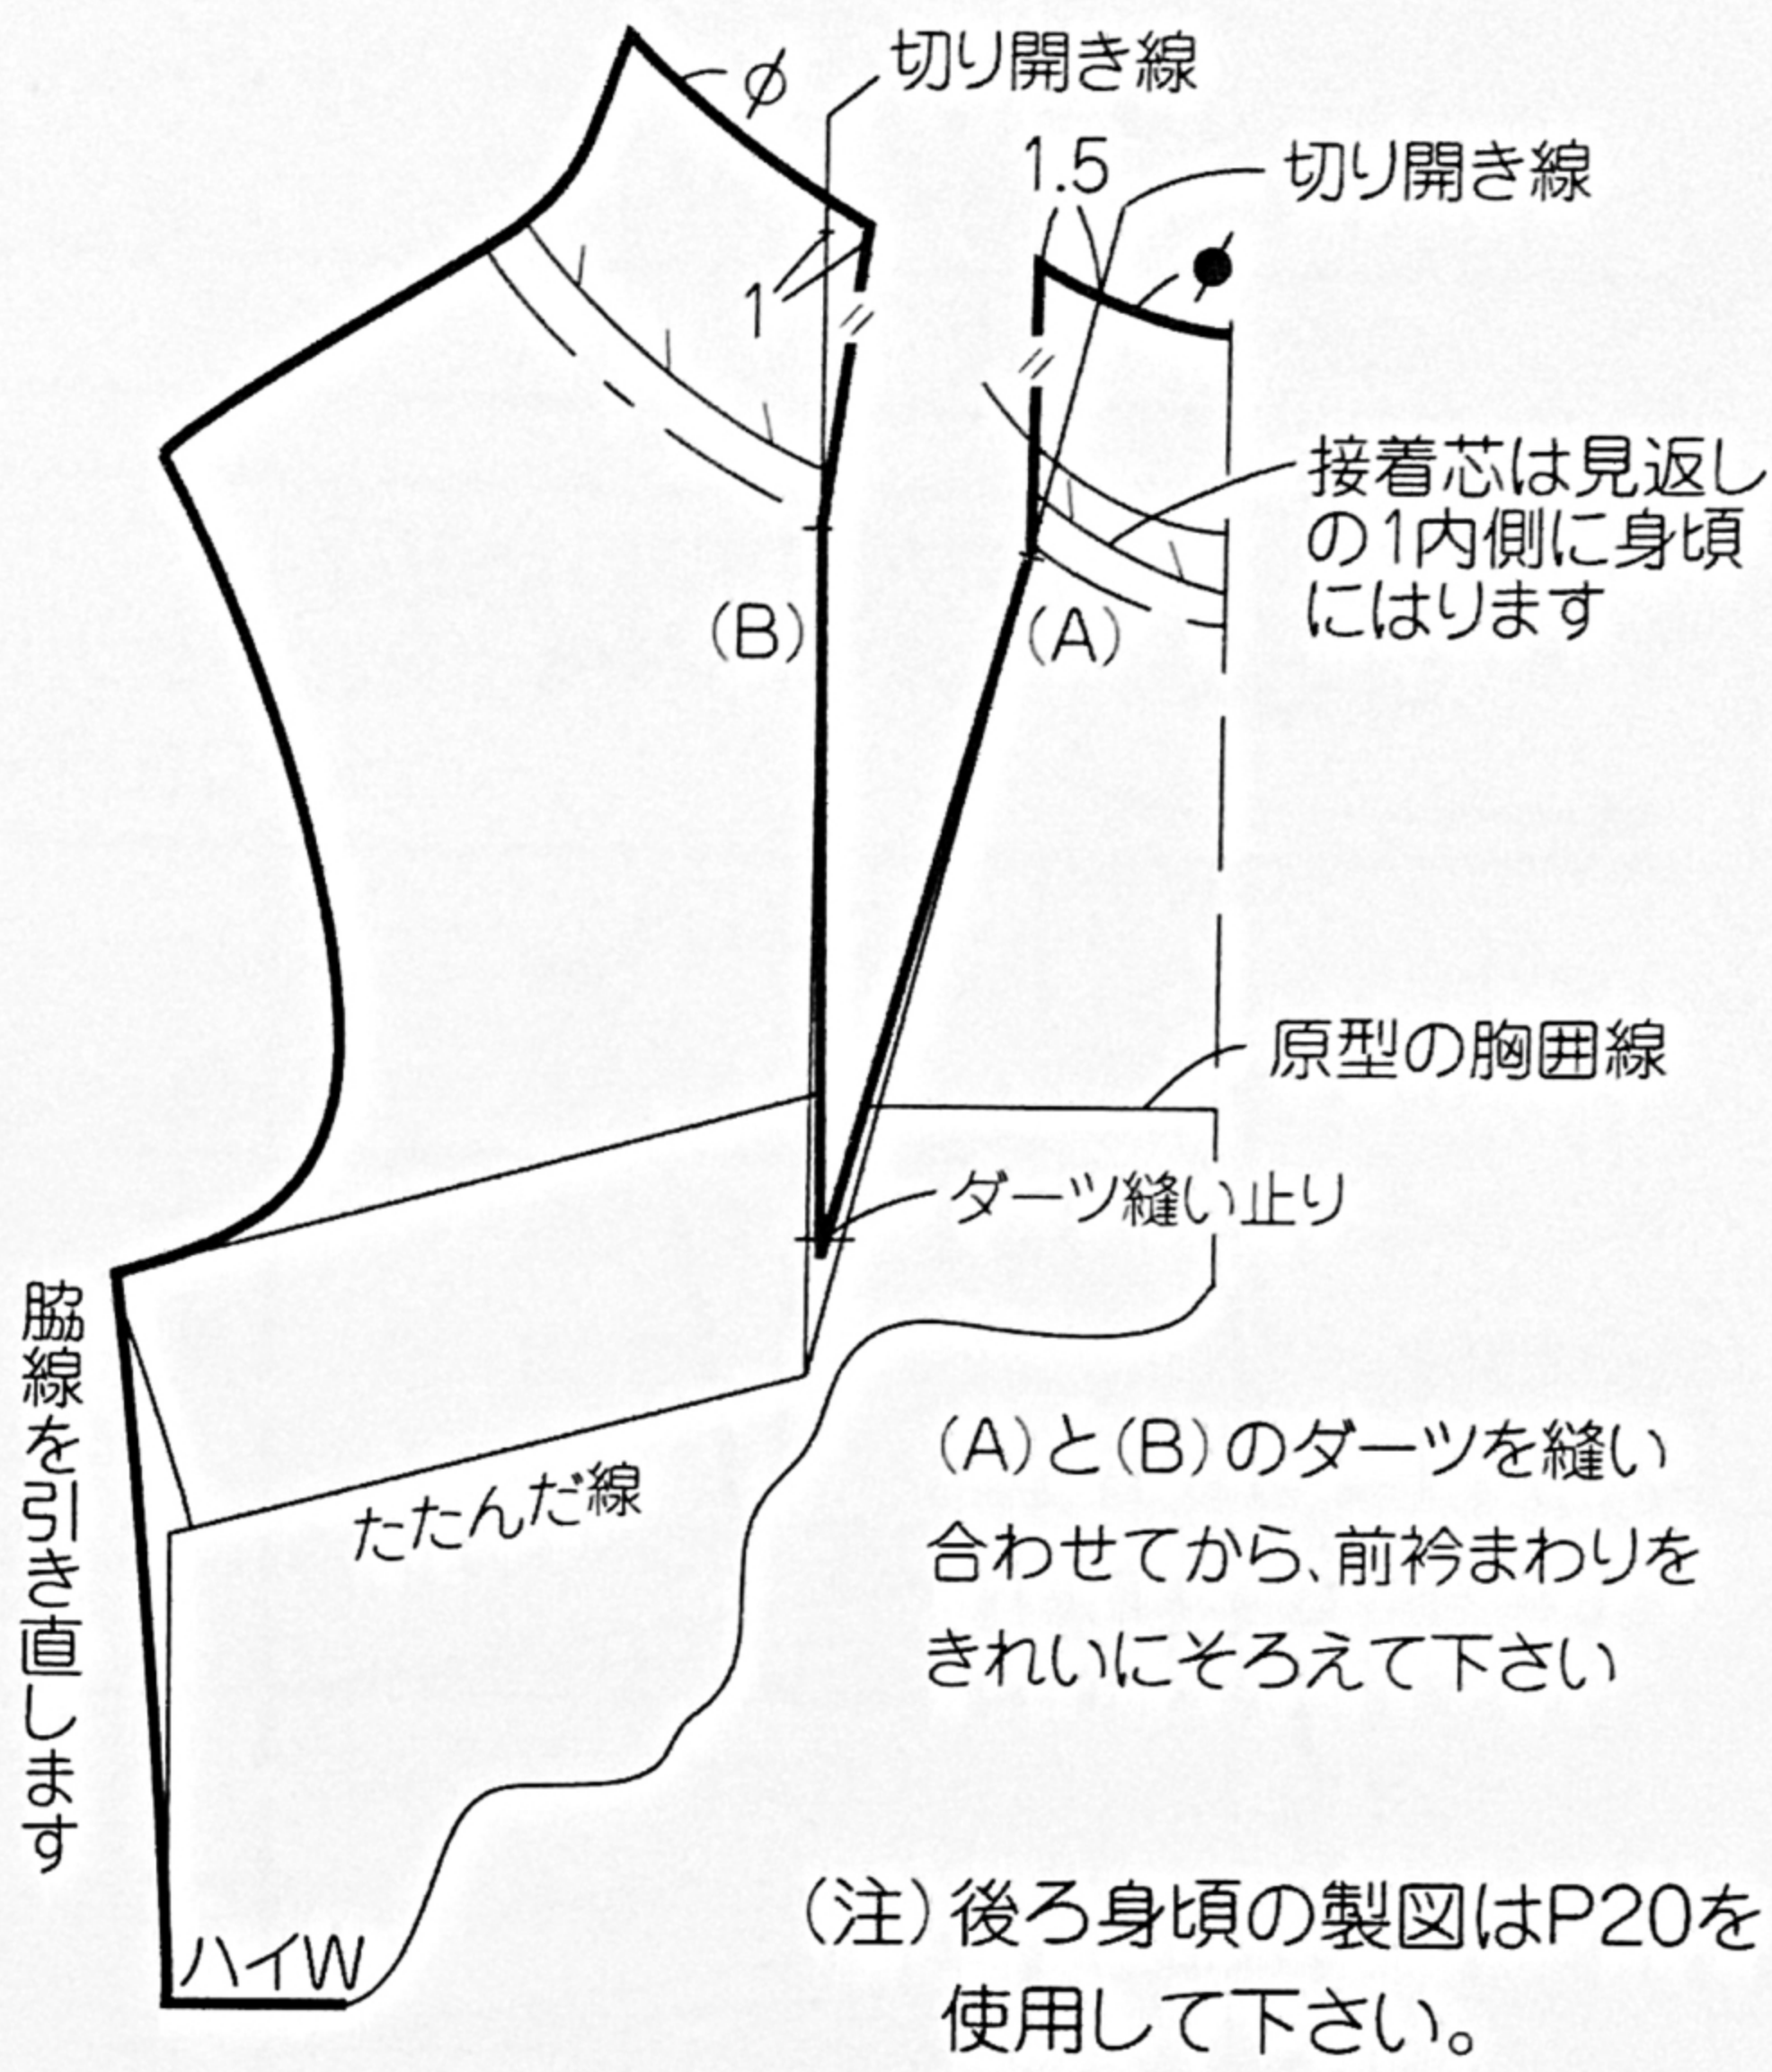 切り開き線
ø
1.5
切り開き線
1
接着芯は見返し
の1内側に身頃
にはります
(B)
(A)
原型の胸囲線
ダーツ縫い止り
脇線を引き直します
たたんだ線
(A)と(B)のダーツを縫い
合わせてから、前衿まわりを
きれいにそろえて下さい
ハイW
(注)後ろ身頃の製図はP20を
使用して下さい。